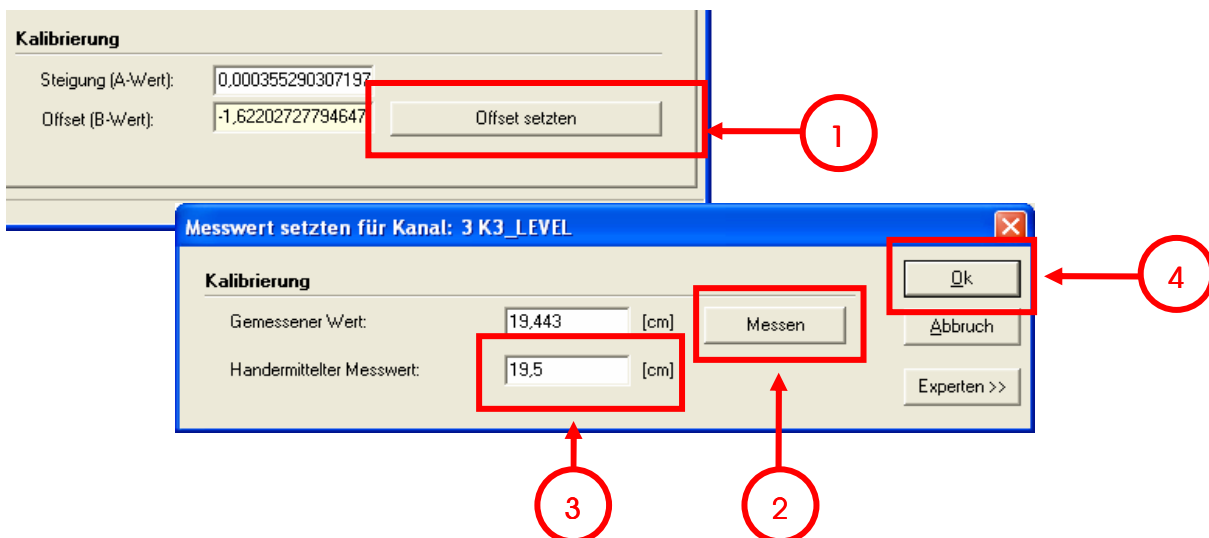 Kalibrierung
Steigung (A-Wert): 0,000355290307197
Offset (B-Wert): -1,62202727794647 Offset setzten
1
Messwert setzten für Kanal: 3 K3_LEVEL
Kalibrierung
Ok
4
Gemessener Wert: 19,443 [cm] Messen Abbruch
Handermittelter Messwert: 19,5 [cm]
Experten >>
3 2